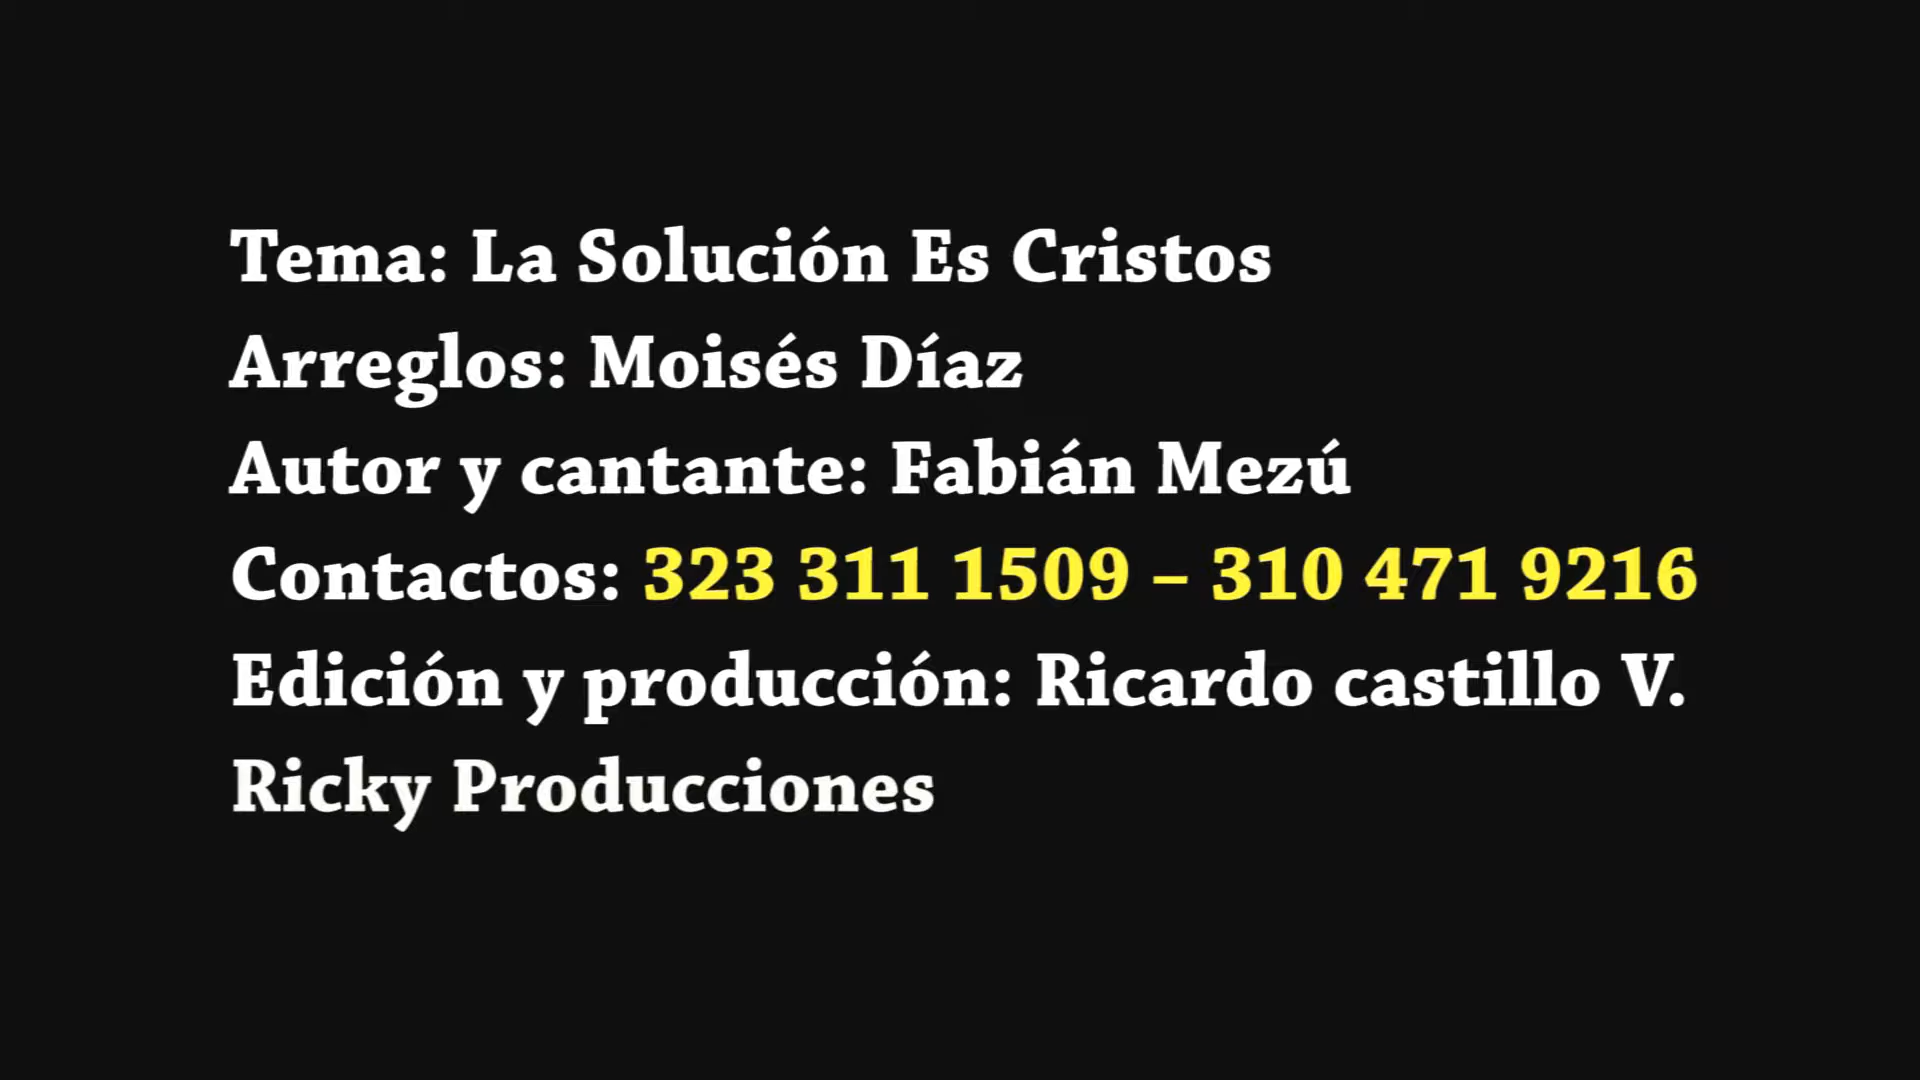 Tema: La Solución Es Cristos
Arreglos: Moisés Díaz
Autor y cantante: Fabián Mezú
Contactos: 323 311 1509 – 310 471 9216
Edición y producción: Ricardo castillo V.
Ricky Producciones